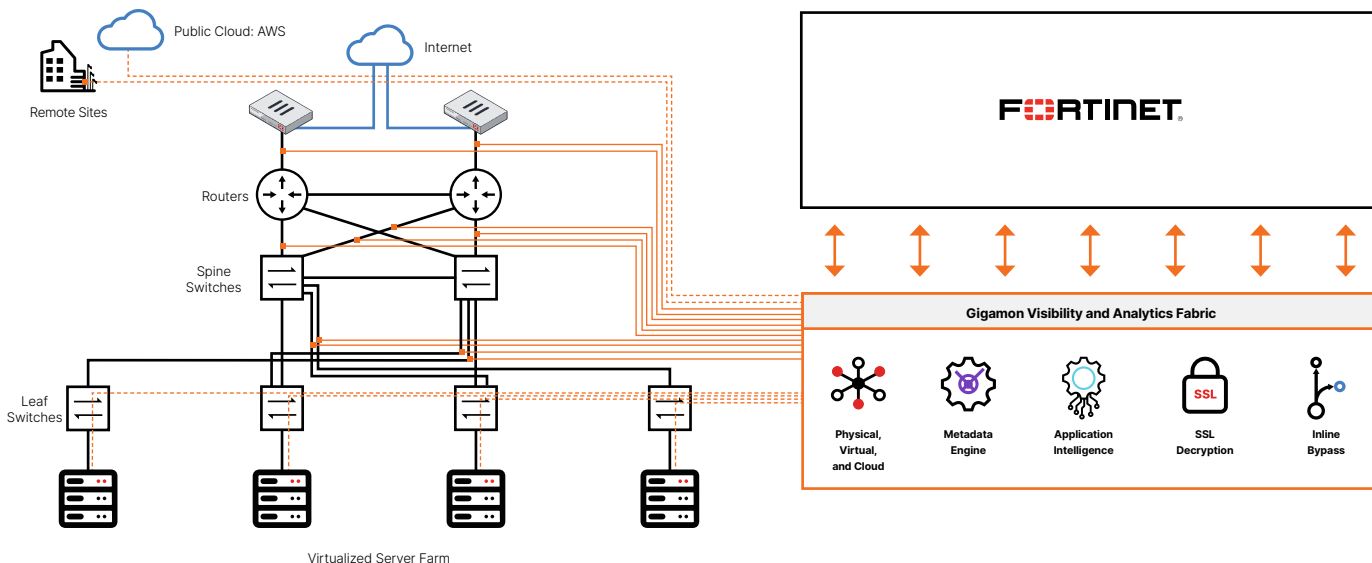 Public Cloud: AWS
Internet
Remote Sites
FORTINET®
Routers
Spine
Switches
Gigamon Visibility and Analytics Fabric
Leaf
Switches
SSL
Physical,
Virtual,
and Cloud
Metadata
Engine
Application
Intelligence
SSL
Decryption
Inline
Bypass
Virtualized Server Farm